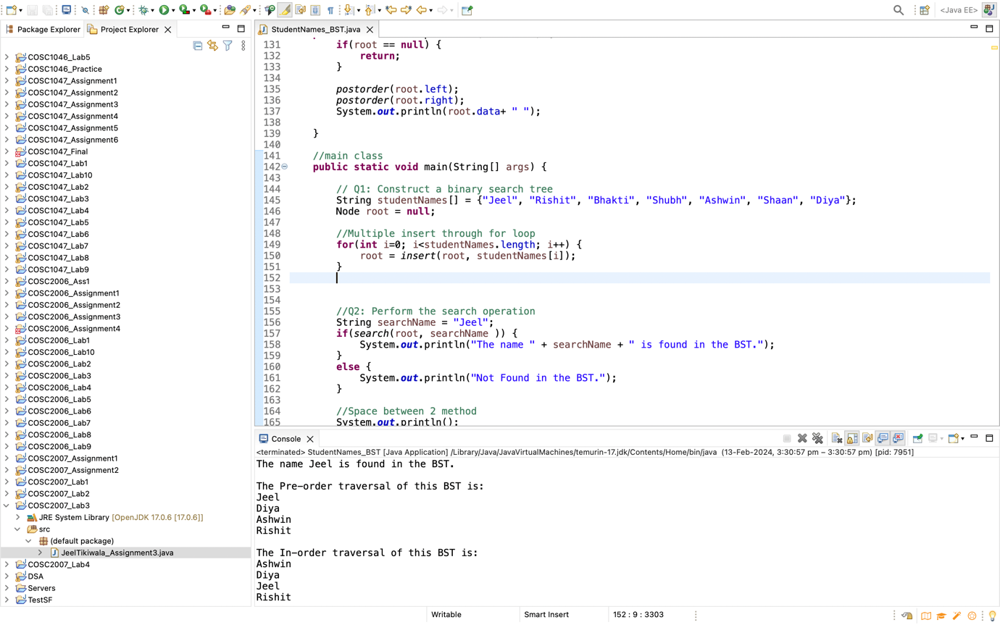 <Java EE>
Package Explorer
Project Explorer
COSC1046_Lab5
COSC1046_Practice
COSC1047_Assignment1
COSC1047_Assignment2
COSC1047_Assignment3
COSC1047_Assignment4
COSC1047_Assignment5
COSC1047_Assignment6
COSC1047_Final
COSC1047_Lab1
COSC1047_Lab10
COSC1047_Lab2
COSC1047_Lab3
COSC1047_Lab4
COSC1047_Lab5
COSC1047_Lab6
COSC1047_Lab7
COSC1047_Lab8
COSC1047_Lab9
COSC2006_Ass1
COSC2006_Assignment1
COSC2006_Assignment2
COSC2006_Assignment3
COSC2006_Assignment4
COSC2006_Lab1
COSC2006_Lab10
COSC2006_Lab2
COSC2006_Lab3
COSC2006_Lab4
COSC2006_Lab5
COSC2006_Lab6
COSC2006_Lab7
COSC2006_Lab8
COSC2006_Lab9
COSC2007_Assignment1
COSC2007_Assignment2
COSC2007_Lab1
COSC2007_Lab2
COSC2007_Lab3
JRE System Library [OpenJDK 17.0.6 [17.0.6]]
src
(default package)
JeelTikiwala_Assignment3.java
COSC2007_Lab4
DSA
Servers
TestSF
StudentNames_BST.java
131 if(root == null) {
132 return;
133 }
134
135 postorder(root.left);
136 postorder(root.right);
137 System.out.println(root.data+ " ");
138
139 }
140
141 //main class
142 public static void main(String[] args) {
143
144 // Q1: Construct a binary search tree
145 String studentNames[] = {"Jeel", "Rishit", "Bhakti", "Shubh", "Ashwin", "Shaan", "Diya"};
146 Node root = null;
147
148 //Multiple insert through for loop
149 for(int i=0; i<studentNames.length; i++) {
150 root = insert(root, studentNames[i]);
151 }
152
153
154
155 //Q2: Perform the search operation
156 String searchName = "Jeel";
157 if(search(root, searchName )) {
158 System.out.println("The name " + searchName + " is found in the BST.");
159 }
160 else {
161 System.out.println("Not Found in the BST.");
162 }
163
164 //Space between 2 method
165 System.out.println();
Console
<terminated> StudentNames_BST [Java Application] /Library/Java/JavaVirtualMachines/temurin-17.jdk/Contents/Home/bin/java (13-Feb-2024, 3:30:57 pm – 3:30:57 pm) [pid: 7951]
The name Jeel is found in the BST.
The Pre-order traversal of this BST is:
Jeel
Diya
Ashwin
Rishit
The In-order traversal of this BST is:
Ashwin
Diya
Jeel
Rishit
Writable
Smart Insert
152 : 9 : 3303